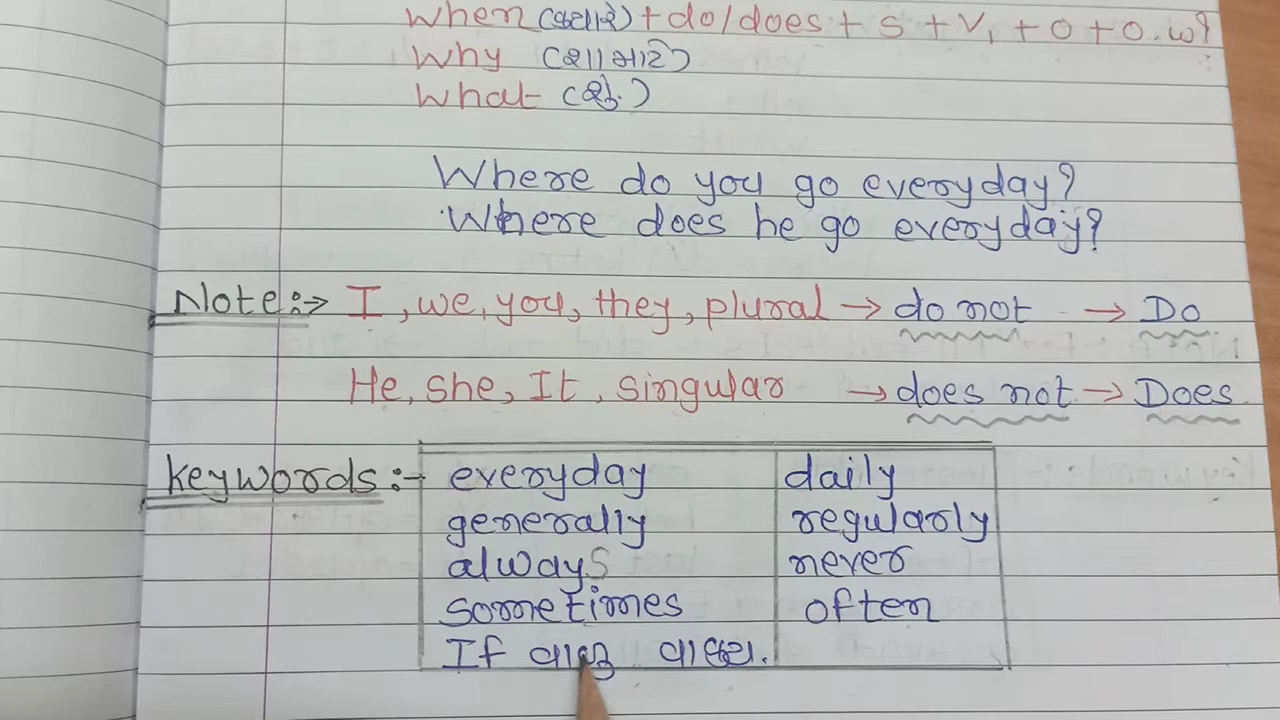 When (ક્યારે) + do/does + S + V₁ + O + O.w?
Why (શા માટે)
What (શું.)
Where do you go everyday?
Where does he go everyday?
Note:→ I, we, you, they, plural → do not → Do
He, she, It, singular → does not → Does.
Keywords:- everyday daily
generally regularly
always never
sometimes often
If વાળુ વાક્ય.